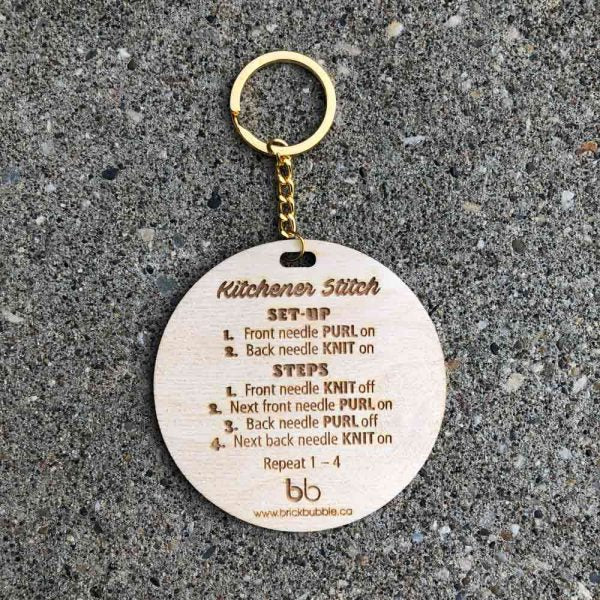 Kitchener Stitch
SET-UP
1. Front needle PURL on
2. Back needle KNIT on
STEPS
1. Front needle KNIT off
2. Next front needle PURL on
3. Back needle PURL off
4. Next back needle KNIT on
Repeat 1 – 4
bb
www.brickbubble.ca